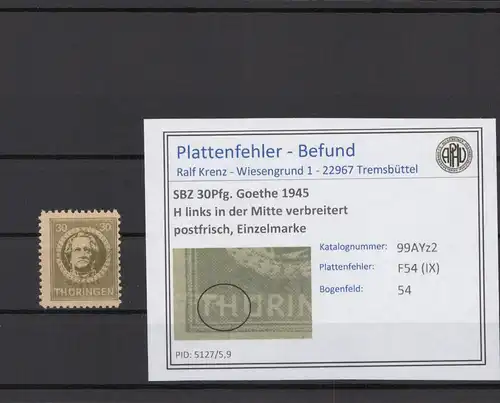 Plattenfehler - Befund
Ralf Krenz - Wiesengrund 1 - 22967 Tremsbüttel
APHV
SBZ 30Pfg. Goethe 1945
H links in der Mitte verbreitert
postfrisch, Einzelmarke
Katalognummer: 99AYz2
Plattenfehler: F54 (IX)
Bogenfeld: 54
THÜRIN
PID: 5127/5,9
30 30
THÜRINGEN